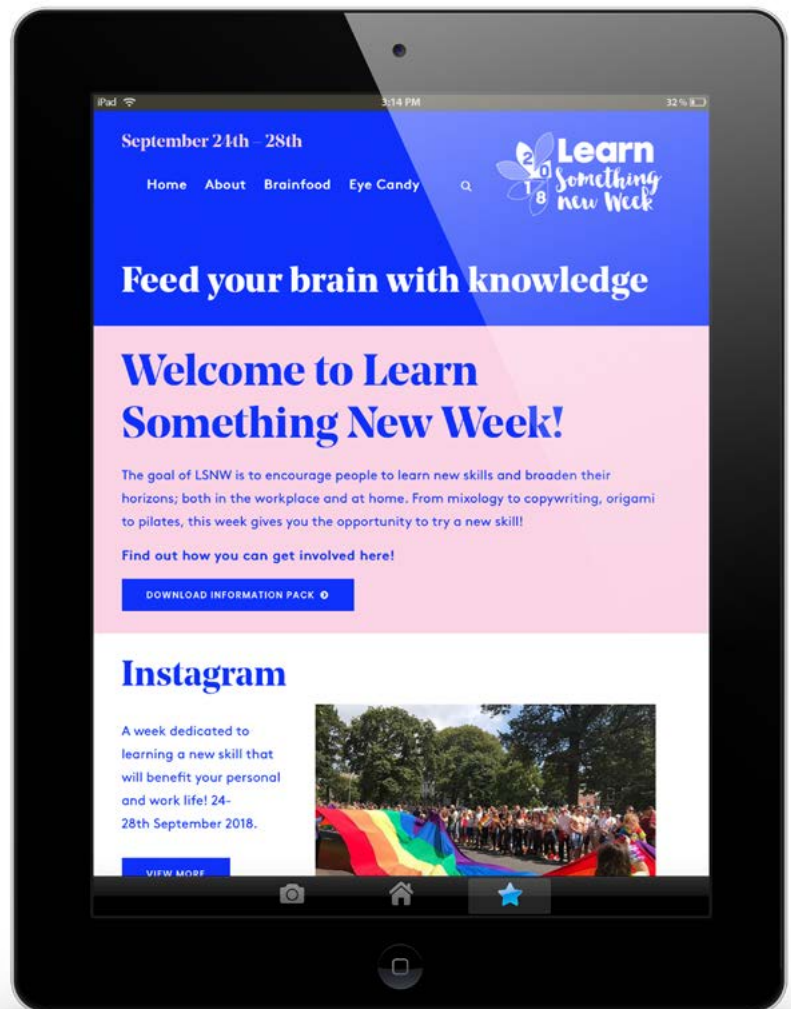 iPad
3:14 PM
32%
September 24th – 28th
Home About Brainfood Eye Candy
2018
Learn
Something
new Week
Feed your brain with knowledge
Welcome to Learn
Something New Week!
The goal of LSNW is to encourage people to learn new skills and broaden their
horizons; both in the workplace and at home. From mixology to copywriting, origami
to pilates, this week gives you the opportunity to try a new skill!
Find out how you can get involved here!
DOWNLOAD INFORMATION PACK
Instagram
A week dedicated to
learning a new skill that
will benefit your personal
and work life! 24-
28th September 2018.
VIEW MORE